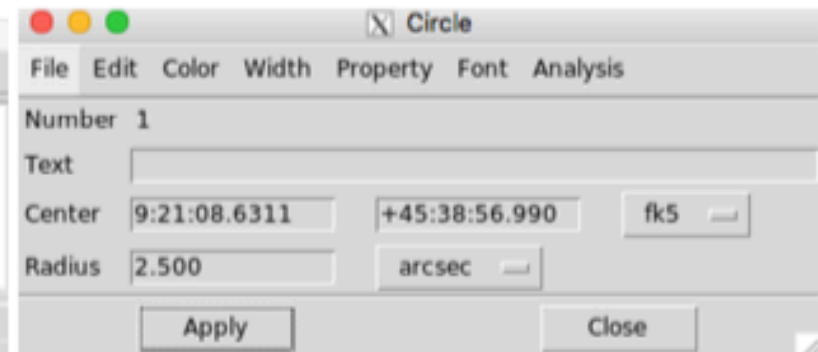 Circle
File Edit Color Width Property Font Analysis
Number 1
Text
Center 9:21:08.6311 +45:38:56.990 fk5
Radius 2.500 arcsec
Apply Close